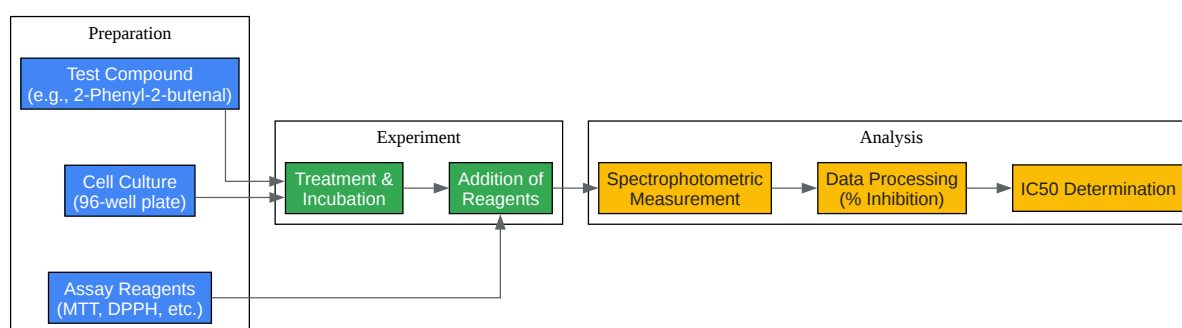 Preparation
Test Compound
(e.g., 2-Phenyl-2-butenal)
Cell Culture
(96-well plate)
Assay Reagents
(MTT, DPPH, etc.)
Experiment
Treatment &
Incubation
Addition of
Reagents
Analysis
Spectrophotometric
Measurement
Data Processing
(% Inhibition)
IC50 Determination